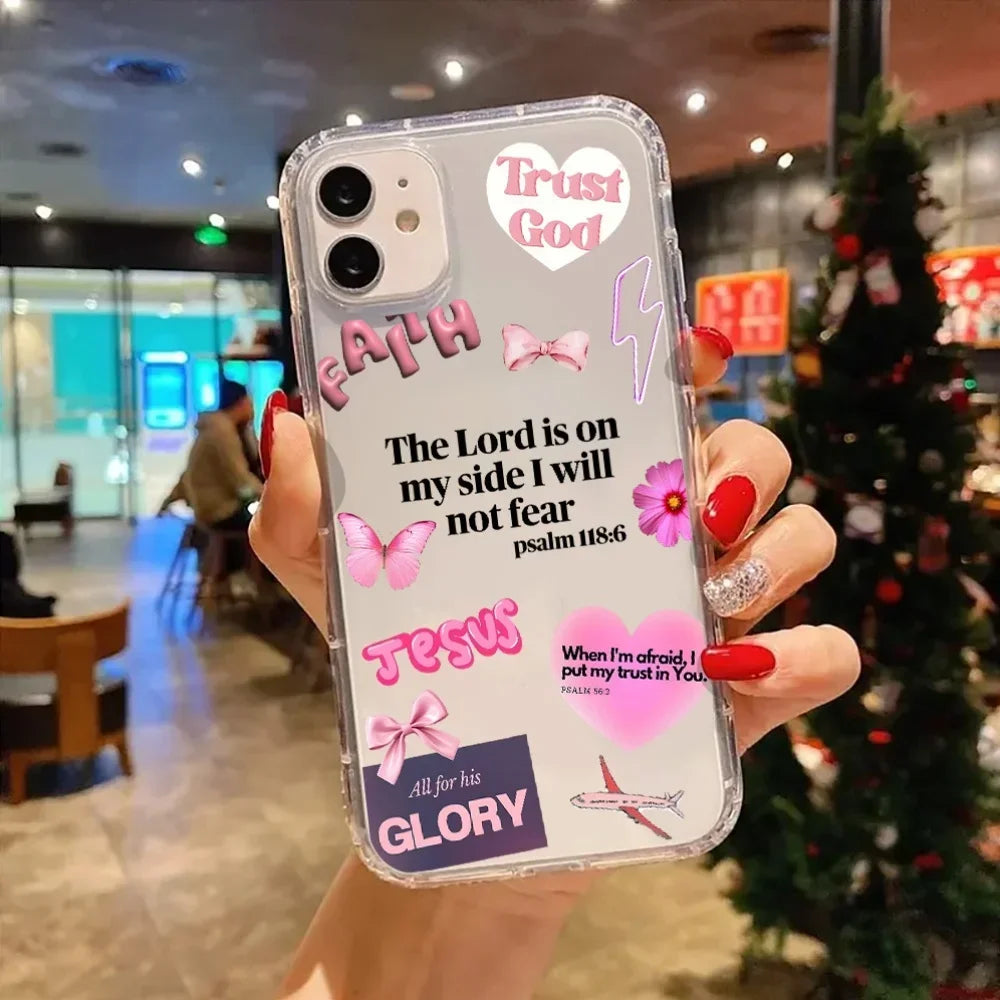 Trust
God
FAITH
The Lord is on
my side I will
not fear
psalm 118:6
Jesus
When I'm afraid, I
put my trust in You.
PSALM 56:3
All for his
GLORY